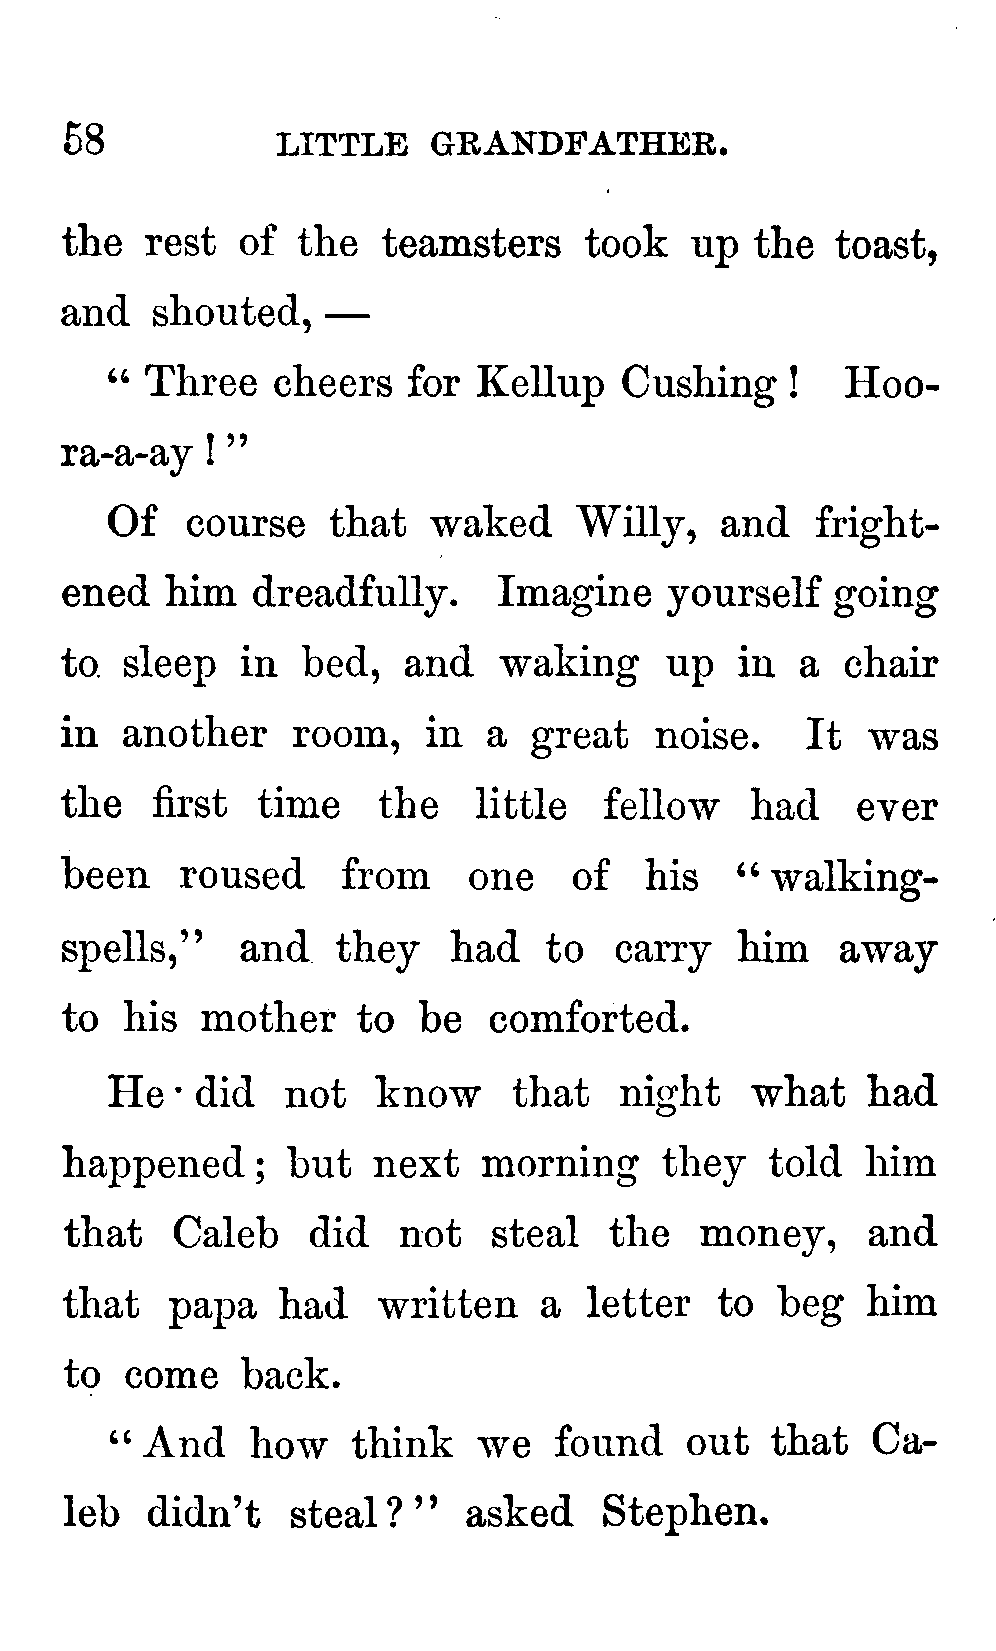 58 LITTLE GRANDFATHER.
the rest of the teamsters took up the toast,
and shouted, —
“ Three cheers for Kellup Cushing ! Hoo-
ra-a-ay ! ”
Of course that waked Willy, and fright-
ened him dreadfully. Imagine yourself going
to sleep in bed, and waking up in a chair
in another room, in a great noise. It was
the first time the little fellow had ever
been roused from one of his “ walking-
spells,” and they had to carry him away
to his mother to be comforted.
He did not know that night what had
happened ; but next morning they told him
that Caleb did not steal the money, and
that papa had written a letter to beg him
to come back.
“ And how think we found out that Ca-
leb didn’t steal ? ” asked Stephen.